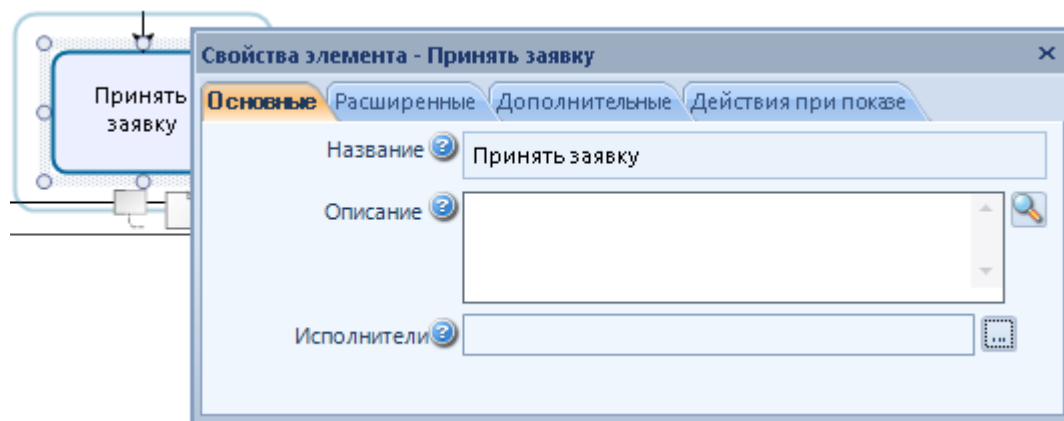 Принять
заявку
Свойства элемента - Принять заявку
Основные Расширенные Дополнительные Действия при показе
Название Принять заявку
Описание
Исполнители ...